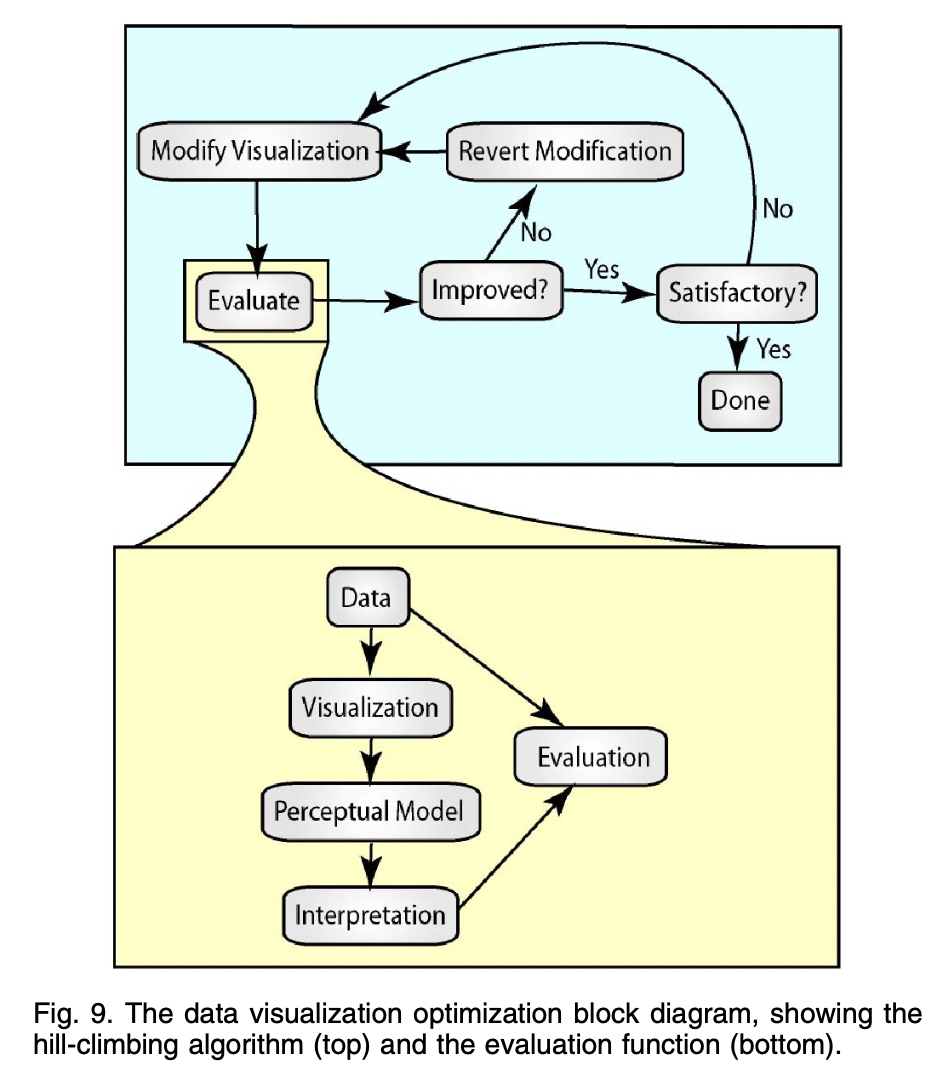 Modify Visualization
Revert Modification
No
No
Evaluate
Improved?
Yes
Satisfactory?
Yes
Done
Data
Visualization
Evaluation
Perceptual Model
Interpretation
Fig. 9. The data visualization optimization block diagram, showing the
hill-climbing algorithm (top) and the evaluation function (bottom).